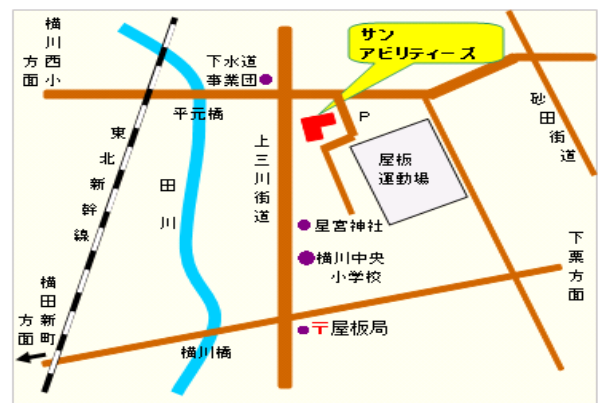 横川西小
方面
下水道
事業団
サン
アビリティーズ
P
平元橋
砂田街道
東北新幹線
田川
上三川街道
屋板
運動場
星宮神社
横川中央
小学校
下栗方面
横田新町
方面
〒屋板局
横川橋